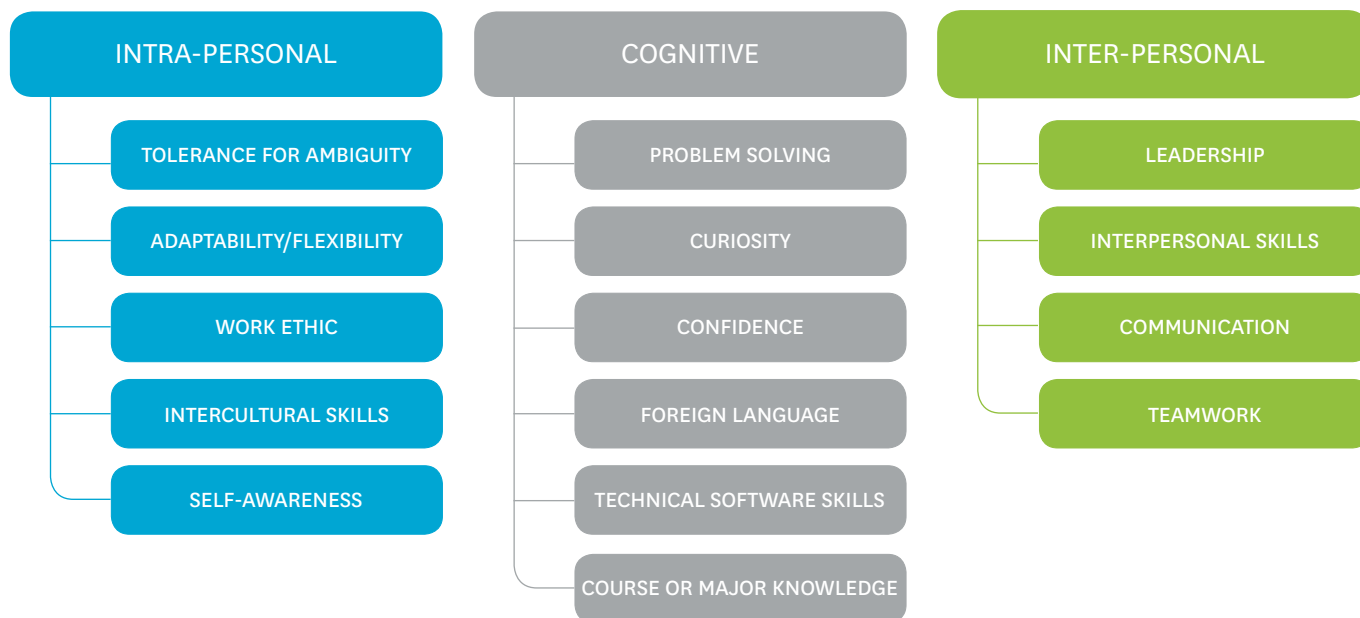 INTRA-PERSONAL
TOLERANCE FOR AMBIGUITY
ADAPTABILITY/FLEXIBILITY
WORK ETHIC
INTERCULTURAL SKILLS
SELF-AWARENESS
COGNITIVE
PROBLEM SOLVING
CURIOSITY
CONFIDENCE
FOREIGN LANGUAGE
TECHNICAL SOFTWARE SKILLS
COURSE OR MAJOR KNOWLEDGE
INTER-PERSONAL
LEADERSHIP
INTERPERSONAL SKILLS
COMMUNICATION
TEAMWORK